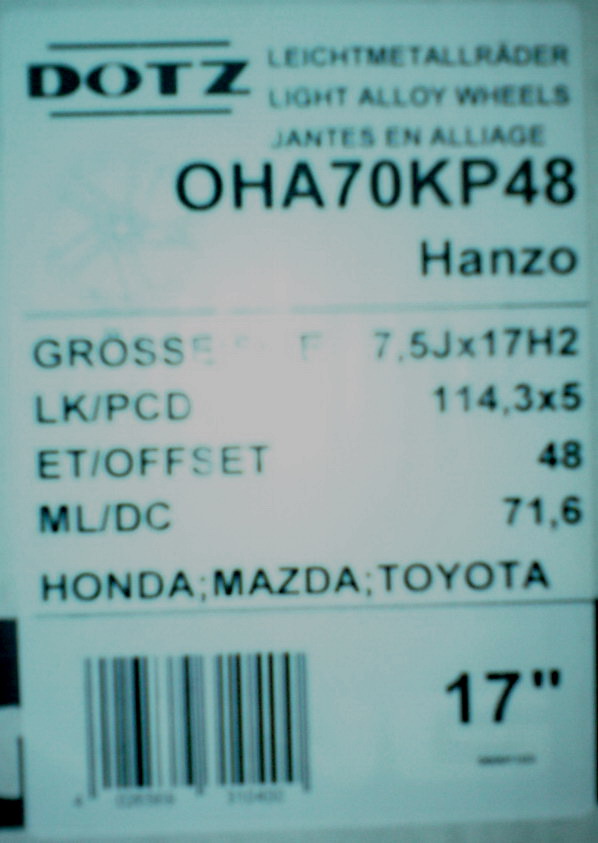 DOTZ
LEICHTMETALLRÄDER
LIGHT ALLOY WHEELS
JANTES EN ALLIAGE
OHA70KP48
Hanzo
GRÖSSE 7,5Jx17H2
LK/PCD 114,3x5
ET/OFFSET 48
ML/DC 71,6
HONDA;MAZDA;TOYOTA
17"